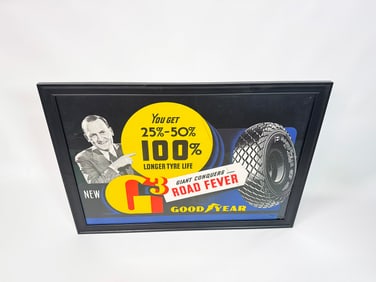 YOU GET
25%-50%
100%
LONGER TYRE LIFE
NEW
G3
GIANT CONQUERS
ROAD FEVER
GOODYEAR